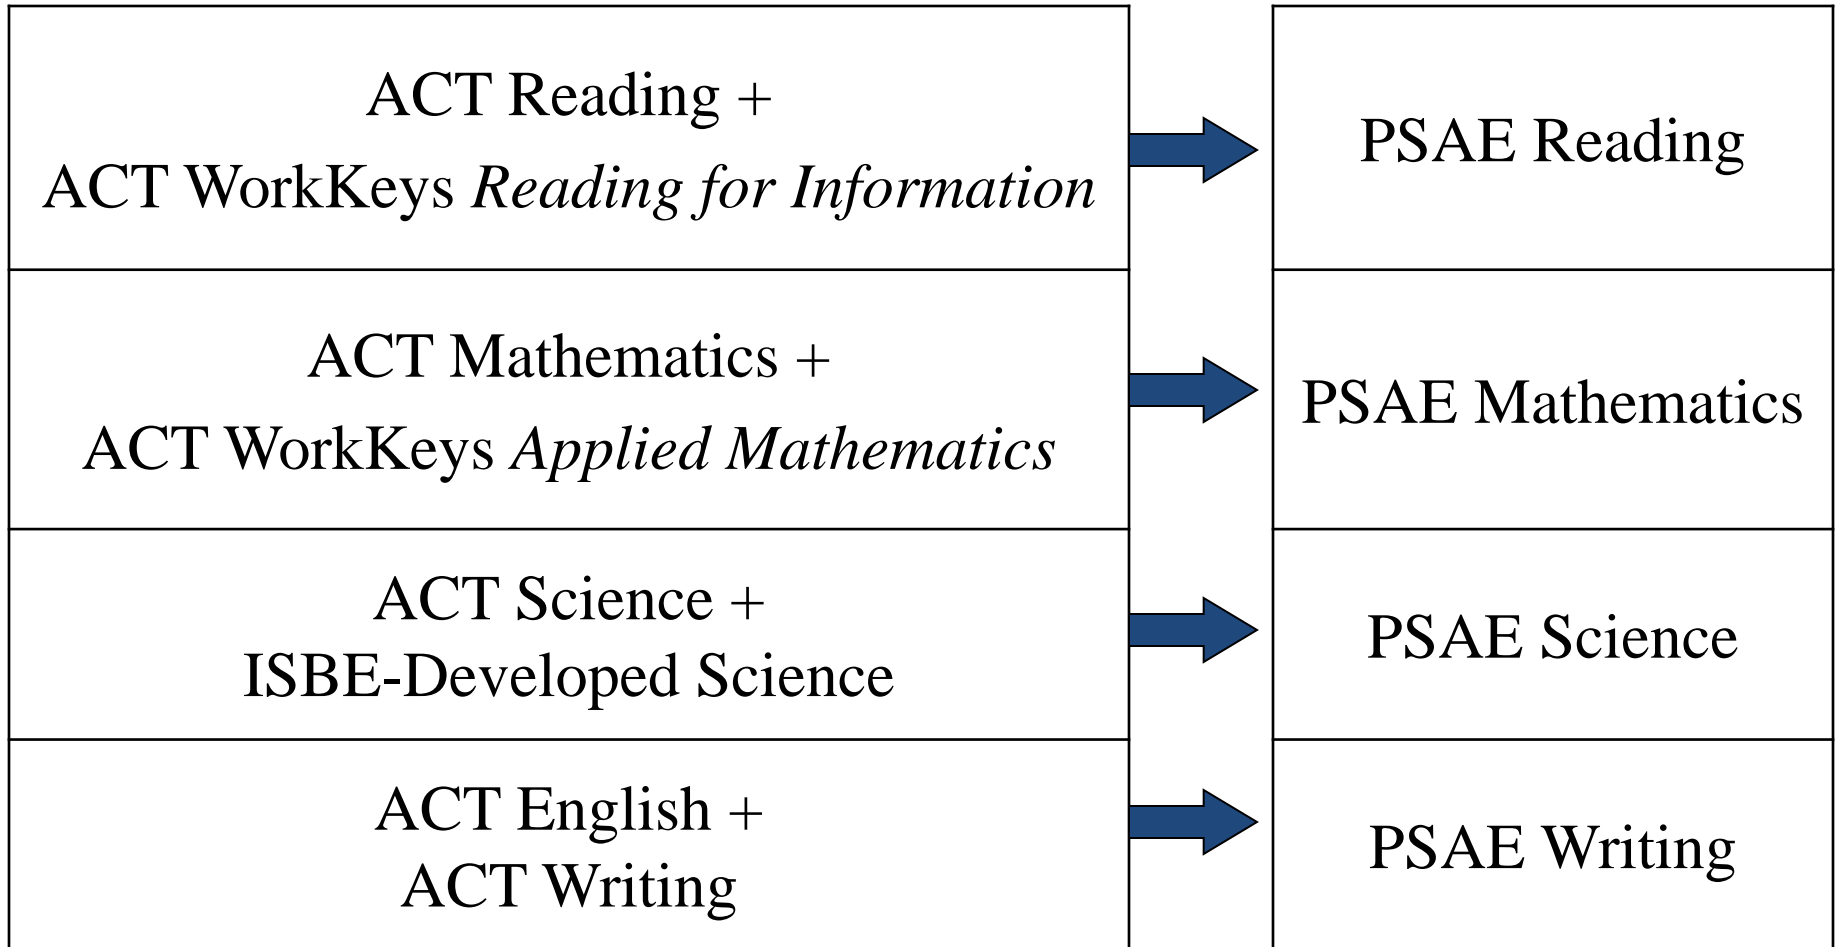 ACT Reading +
ACT WorkKeys Reading for Information
PSAE Reading
ACT Mathematics +
ACT WorkKeys Applied Mathematics
PSAE Mathematics
ACT Science +
ISBE-Developed Science
PSAE Science
ACT English +
ACT Writing
PSAE Writing